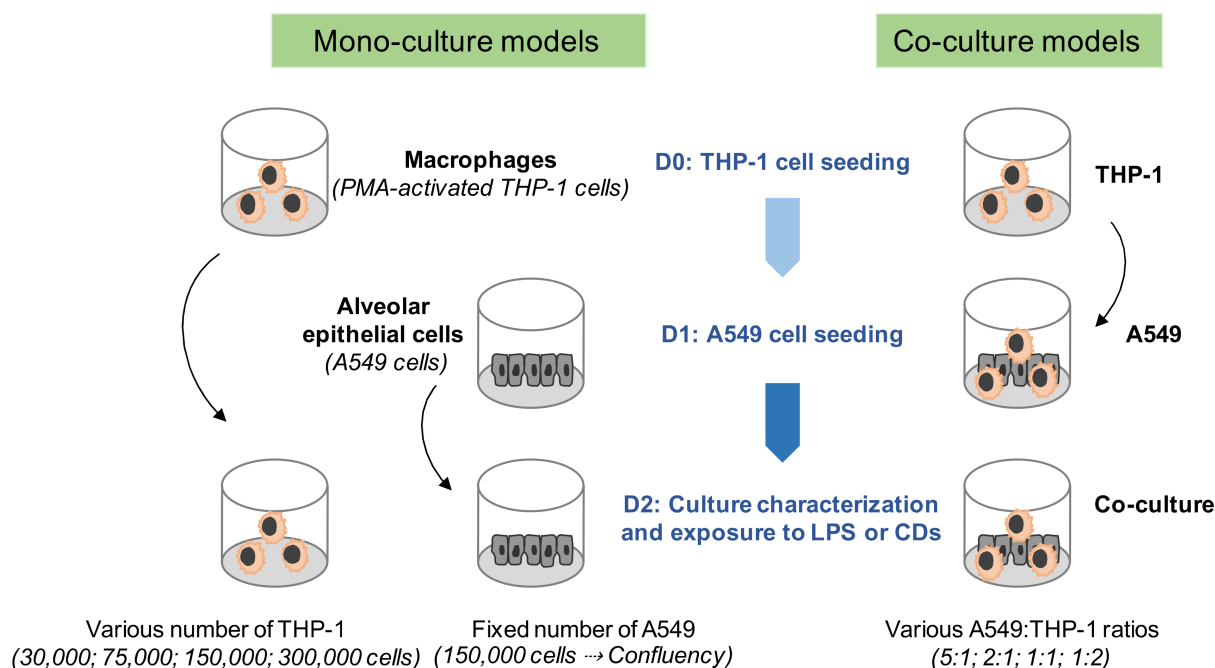 Mono-culture models
Co-culture models
Macrophages
(PMA-activated THP-1 cells)
D0: THP-1 cell seeding
THP-1
Alveolar
epithelial cells
(A549 cells)
D1: A549 cell seeding
A549
D2: Culture characterization
and exposure to LPS or CDs
Co-culture
Various number of THP-1
(30,000; 75,000; 150,000; 300,000 cells)
Fixed number of A549
(150,000 cells ⤏ Confluency)
Various A549:THP-1 ratios
(5:1; 2:1; 1:1; 1:2)